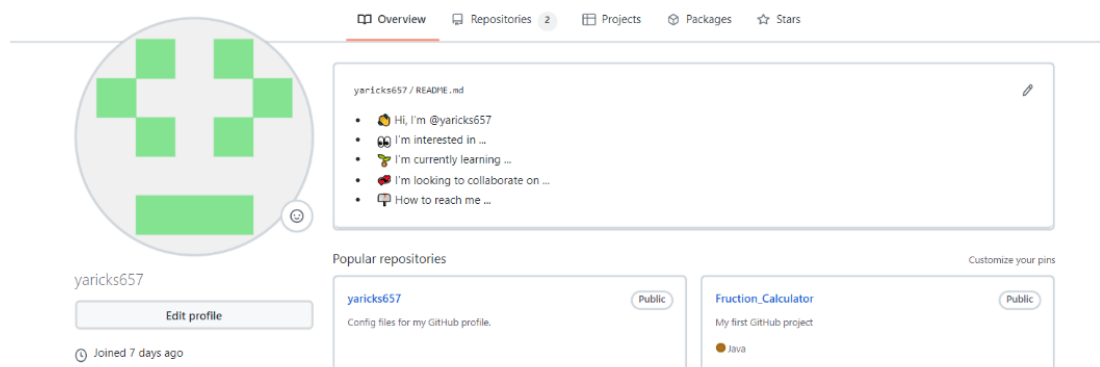 Overview Repositories 2 Projects Packages Stars
yaricks657 / README.md
👋 Hi, I'm @yaricks657
👀 I'm interested in ...
🌱 I'm currently learning ...
💞️ I'm looking to collaborate on ...
📫 How to reach me ...
yaricks657
Edit profile
Joined 7 days ago
Popular repositories
Customize your pins
yaricks657 Public
Config files for my GitHub profile.
Fruction_Calculator Public
My first GitHub project
Java